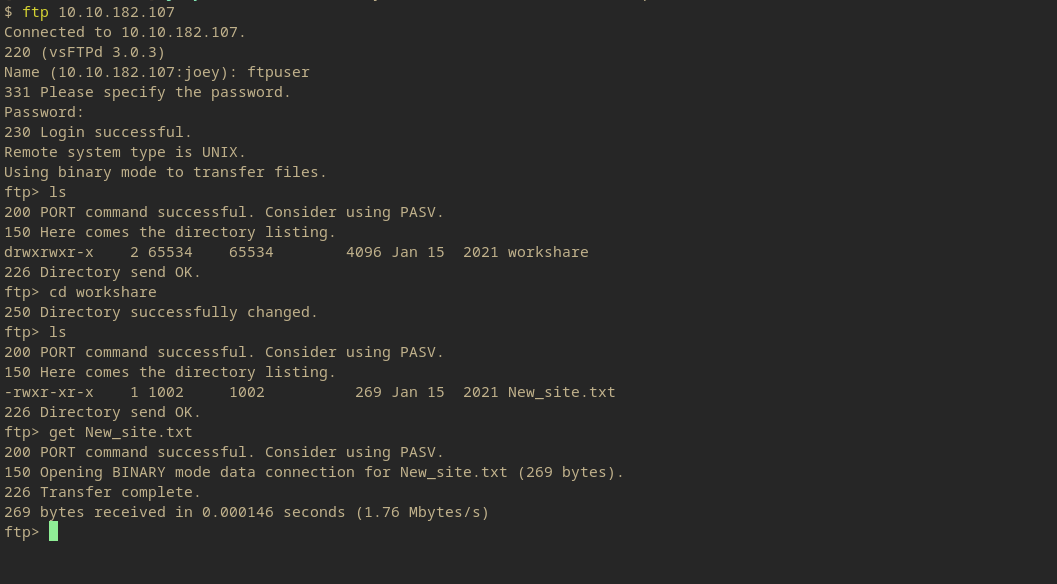 $ ftp 10.10.182.107
Connected to 10.10.182.107.
220 (vsFTPd 3.0.3)
Name (10.10.182.107:joey): ftpuser
331 Please specify the password.
Password:
230 Login successful.
Remote system type is UNIX.
Using binary mode to transfer files.
ftp> ls
200 PORT command successful. Consider using PASV.
150 Here comes the directory listing.
drwxrwxr-x    2 65534    65534        4096 Jan 15  2021 workshare
226 Directory send OK.
ftp> cd workshare
250 Directory successfully changed.
ftp> ls
200 PORT command successful. Consider using PASV.
150 Here comes the directory listing.
-rwxr-xr-x    1 1002     1002          269 Jan 15  2021 New_site.txt
226 Directory send OK.
ftp> get New_site.txt
200 PORT command successful. Consider using PASV.
150 Opening BINARY mode data connection for New_site.txt (269 bytes).
226 Transfer complete.
269 bytes received in 0.000146 seconds (1.76 Mbytes/s)
ftp>